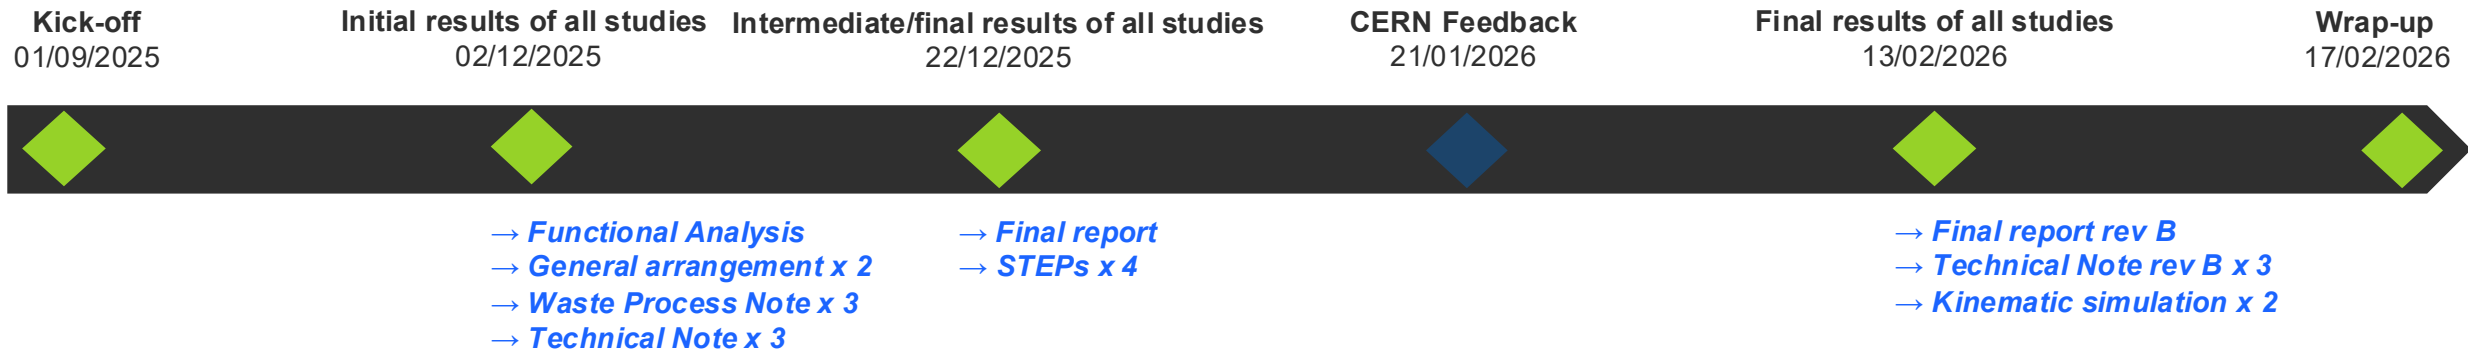 Kick-off
01/09/2025
Initial results of all studies
02/12/2025
Intermediate/final results of all studies
22/12/2025
CERN Feedback
21/01/2026
Final results of all studies
13/02/2026
Wrap-up
17/02/2026
→ Functional Analysis
→ General arrangement x 2
→ Waste Process Note x 3
→ Technical Note x 3
→ Final report
→ STEPs x 4
→ Final report rev B
→ Technical Note rev B x 3
→ Kinematic simulation x 2